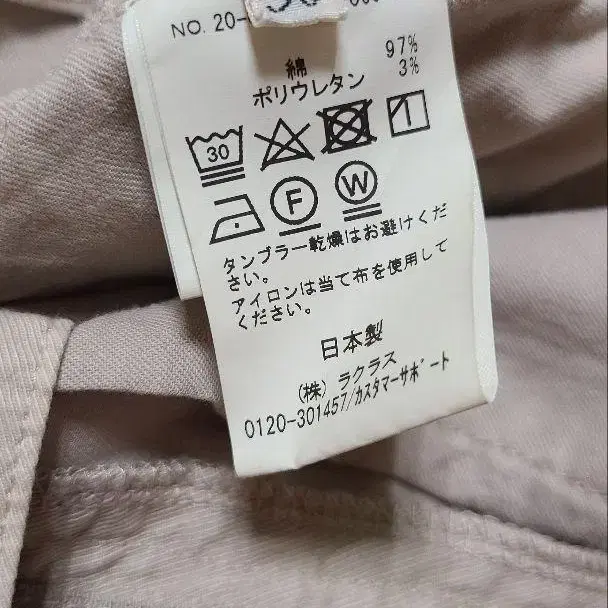 NO. 20-
綿 97%
ポリウレタン 3%
30
F W
タンブラー乾燥はお避けくだ
さい。
アイロンは当て布を使用して
ください。
日本製
(株) ラクラス
0120-301457/カスタマーサポート